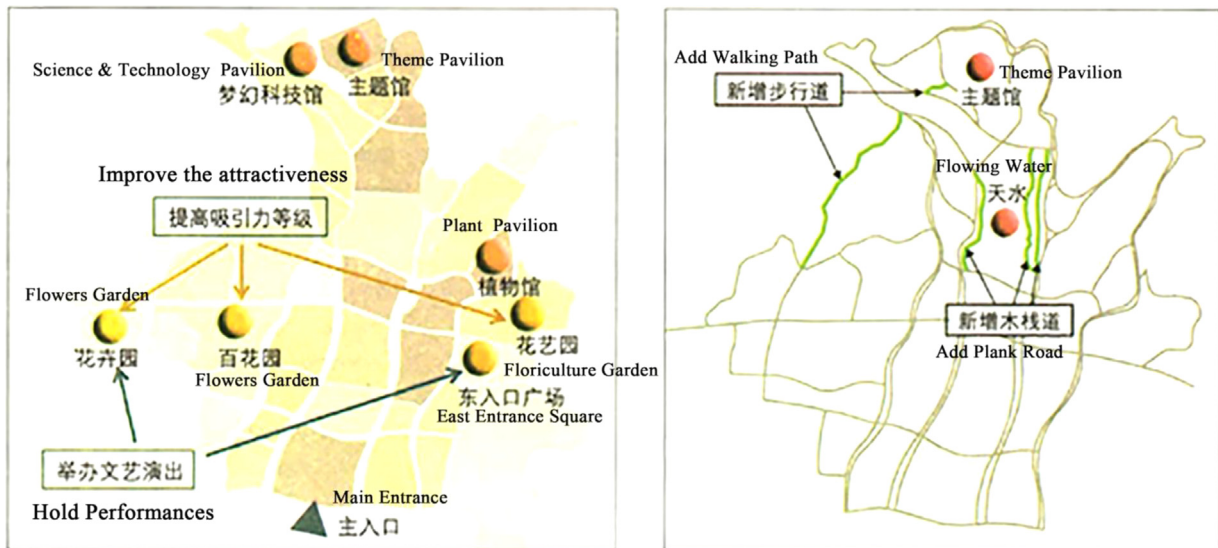 Science & Technology Pavilion
梦幻科技馆
Theme Pavilion
主题馆
Improve the attractiveness
提高吸引力等级
Plant Pavilion
植物馆
Flowers Garden
花卉园
百花园
Flowers Garden
花艺园
Floriculture Garden
东入口广场
East Entrance Square
举办文艺演出
Hold Performances
Main Entrance
主入口
Add Walking Path
新增步行道
Theme Pavilion
主题馆
Flowing Water
天水
新增木栈道
Add Plank Road